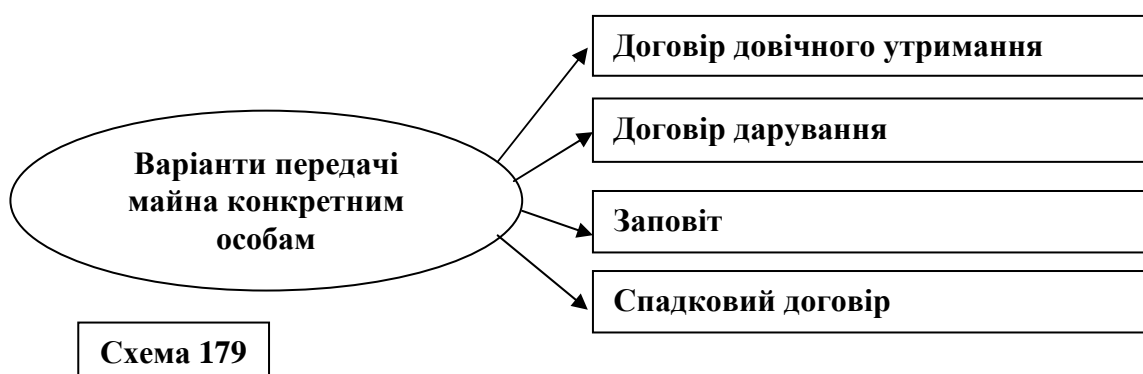 Договір довічного утримання
Договір дарування
Варіанти передачі
майна конкретним
особам
Заповіт
Спадковий договір
Схема 179